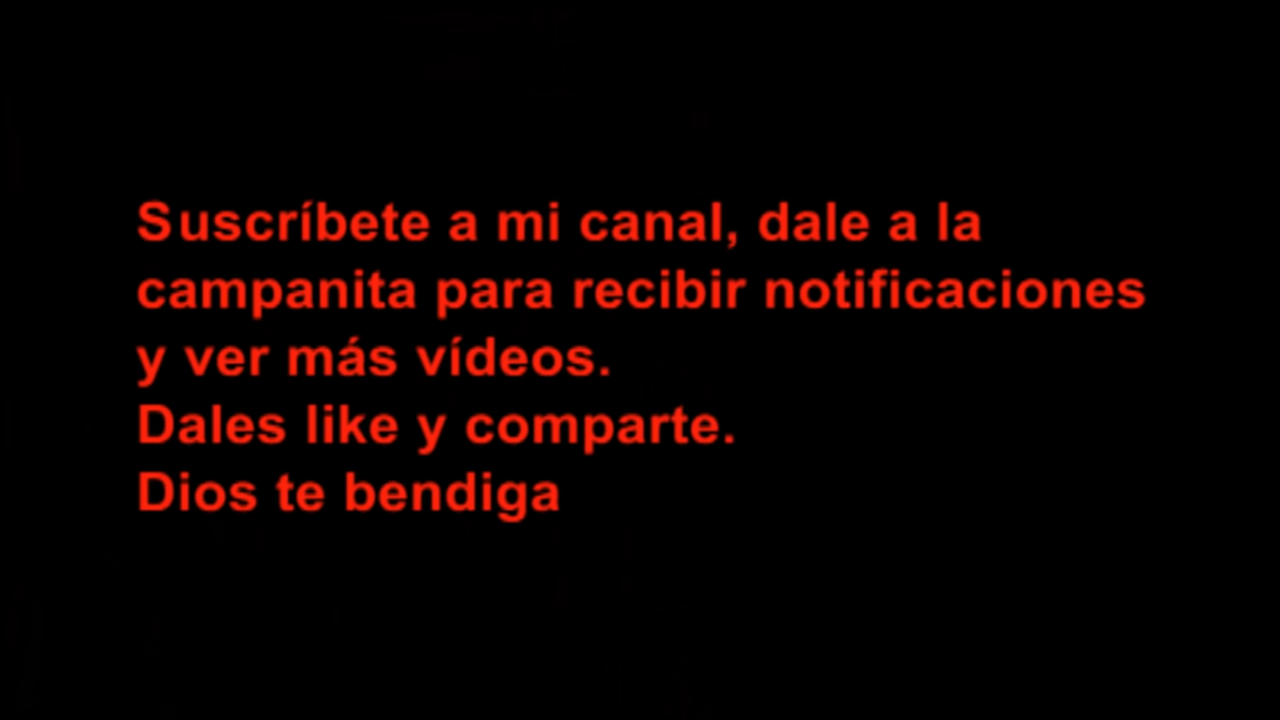 Suscríbete a mi canal, dale a la
campanita para recibir notificaciones
y ver más vídeos.
Dales like y comparte.
Dios te bendiga